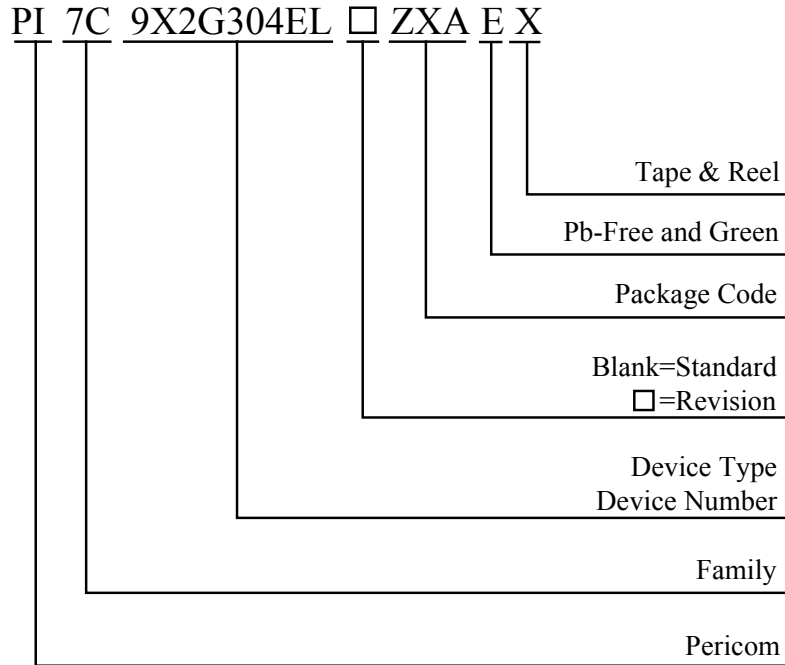 PI 7C 9X2G304EL □ ZXA E X
Tape & Reel
Pb-Free and Green
Package Code
Blank=Standard
□=Revision
Device Type
Device Number
Family
Pericom